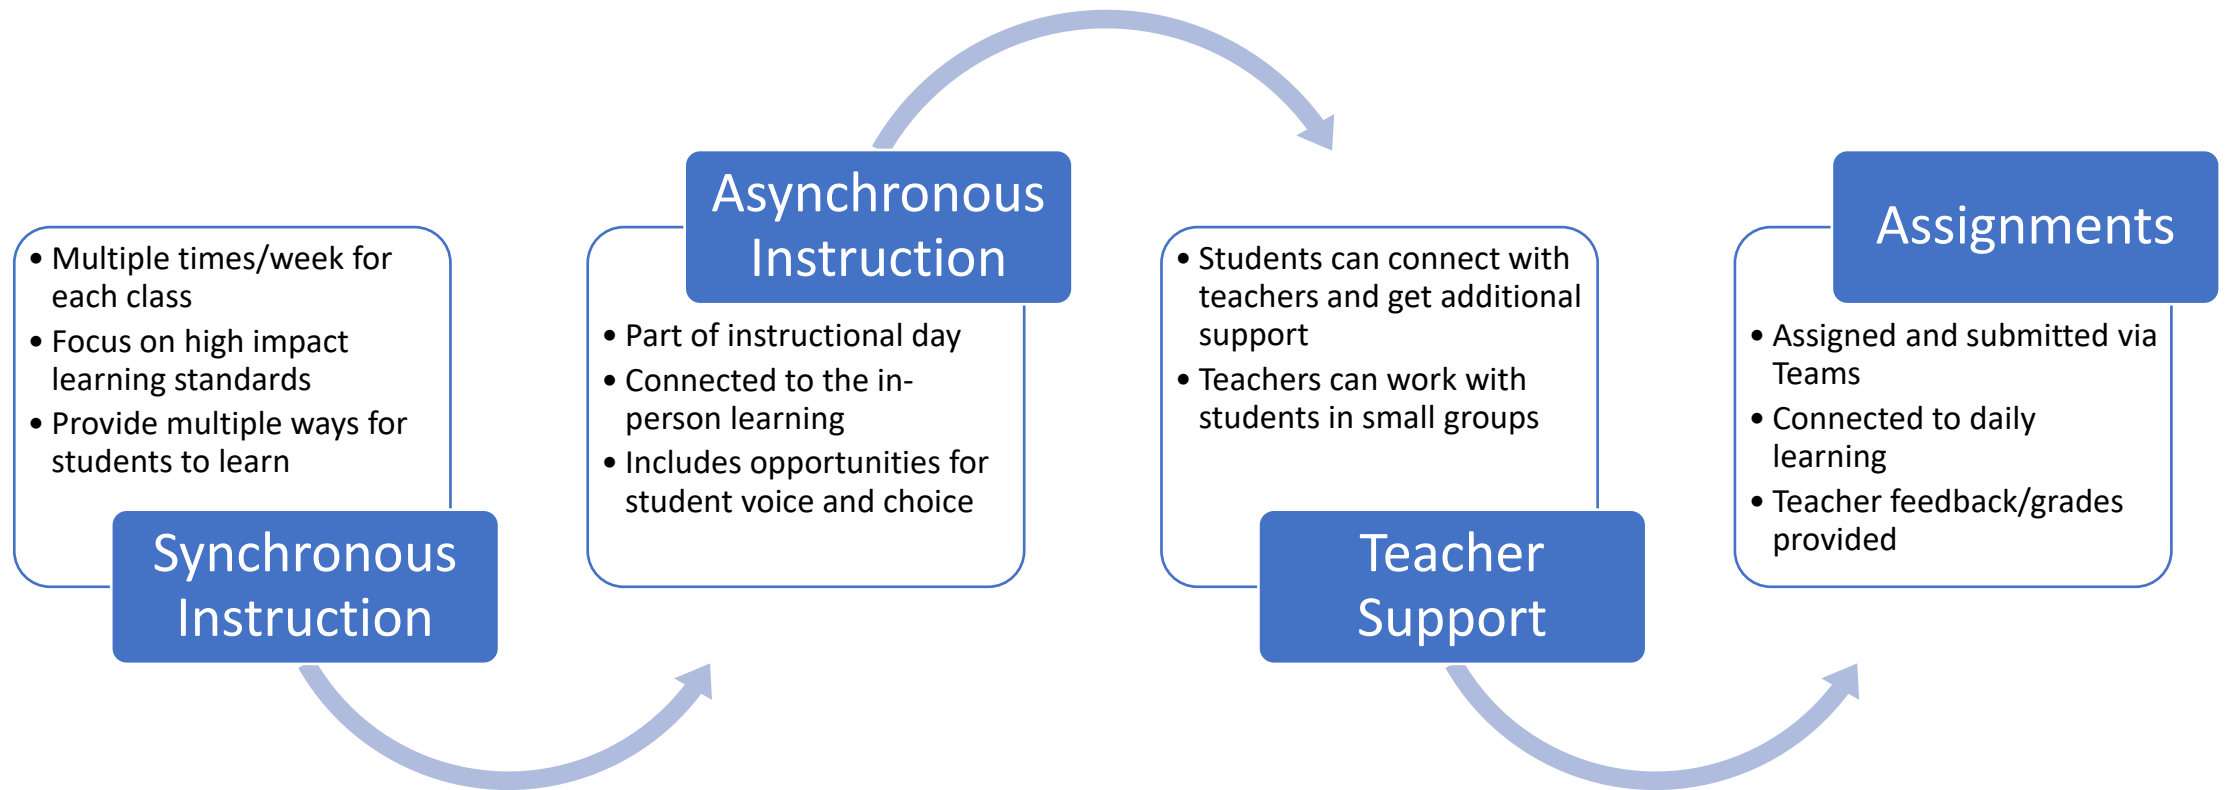 • Multiple times/week for
each class
• Focus on high impact
learning standards
• Provide multiple ways for
students to learn
Synchronous
Instruction
Asynchronous
Instruction
• Part of instructional day
• Connected to the in-
person learning
• Includes opportunities for
student voice and choice
• Students can connect with
teachers and get additional
support
• Teachers can work with
students in small groups
Teacher
Support
Assignments
• Assigned and submitted via
Teams
• Connected to daily
learning
• Teacher feedback/grades
provided